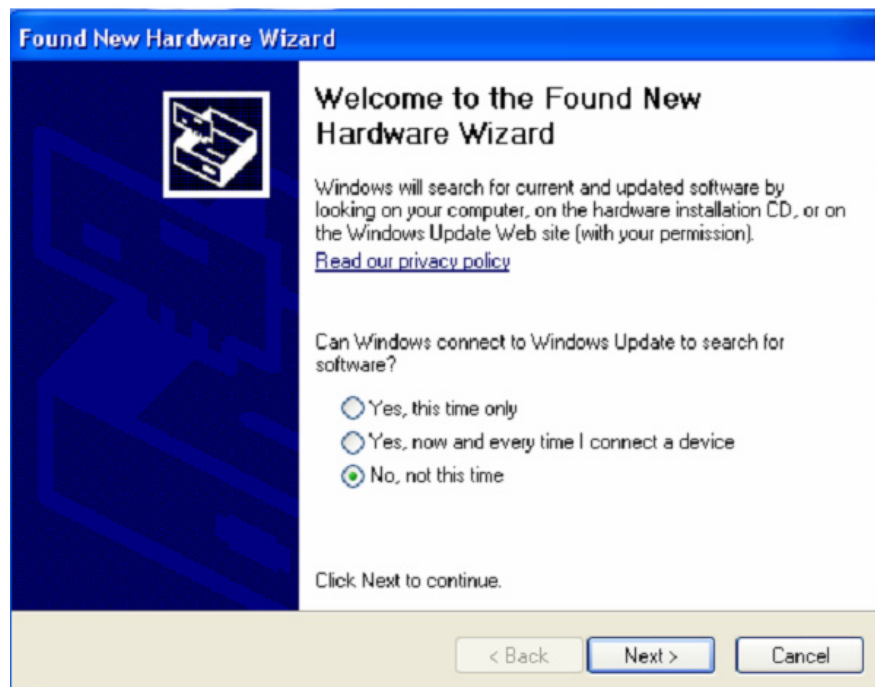 Found New Hardware Wizard
Welcome to the Found New
Hardware Wizard
Windows will search for current and updated software by
looking on your computer, on the hardware installation CD, or on
the Windows Update Web site (with your permission).
Read our privacy policy
Can Windows connect to Windows Update to search for
software?
Yes, this time only
Yes, now and every time I connect a device
No, not this time
Click Next to continue.
< Back
Next >
Cancel